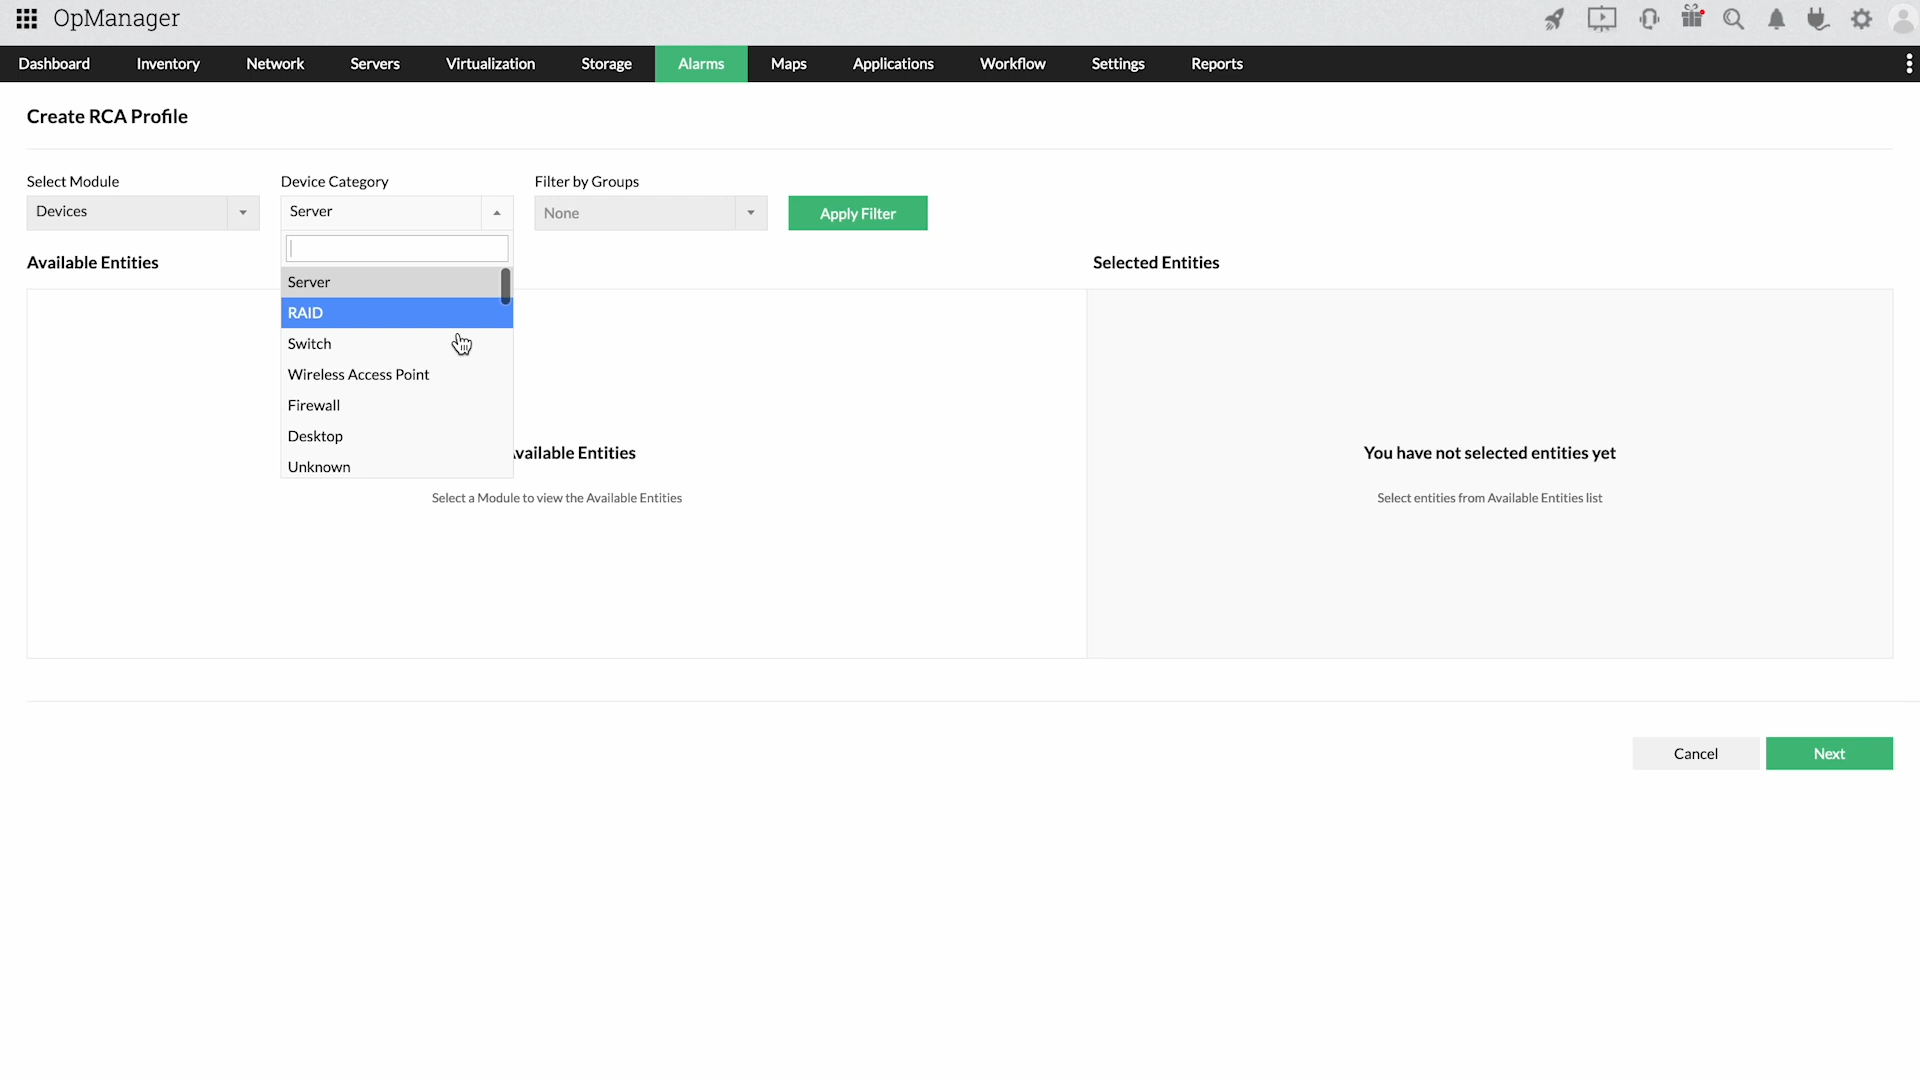 OpManager
Dashboard Inventory Network Servers Virtualization Storage Alarms Maps Applications Workflow Settings Reports
Create RCA Profile
Select Module Device Category Filter by Groups
Devices Server None Apply Filter
Available Entities Selected Entities
Server
RAID
Switch
Wireless Access Point
Firewall
Desktop
Unknown
Available Entities You have not selected entities yet
Select a Module to view the Available Entities Select entities from Available Entities list
Cancel Next